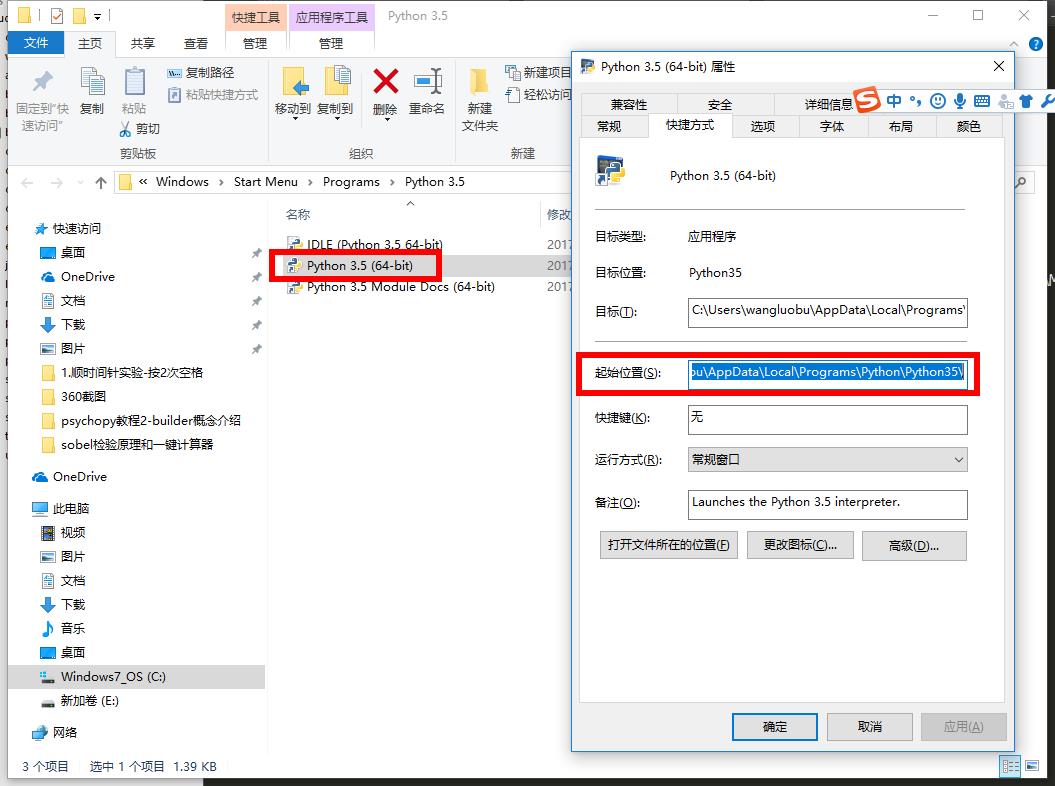 快捷工具
应用程序工具
Python 3.5
文件
主页
共享
查看
管理
管理
固定到“快
速访问”
复制
粘贴
复制路径
粘贴快捷方式
剪切
剪贴板
移动到
复制到
删除
重命名
组织
新建
文件夹
新建项目
轻松访问
新建
« Windows › Start Menu › Programs › Python 3.5
快速访问
桌面
OneDrive
文档
下载
图片
1.顺时间针实验-按2次空格
360截图
psychopy教程2-builder概念介绍
sobel检验原理和一键计算器
OneDrive
此电脑
视频
图片
文档
下载
音乐
桌面
Windows7_OS (C:)
新加卷 (E:)
网络
3 个项目
选中 1 个项目 1.39 KB
名称
修改
IDLE (Python 3.5 64-bit)
2017
Python 3.5 (64-bit)
2017
Python 3.5 Module Docs (64-bit)
2017
Python 3.5 (64-bit) 属性
兼容性
安全
详细信息
中
常规
快捷方式
选项
字体
布局
颜色
Python 3.5 (64-bit)
目标类型:
应用程序
目标位置:
Python35
目标(T):
C:\Users\wangluobu\AppData\Local\Programs\
起始位置(S):
bu\AppData\Local\Programs\Python\Python35\
快捷键(K):
无
运行方式(R):
常规窗口
备注(O):
Launches the Python 3.5 interpreter.
打开文件所在的位置(F)
更改图标(C)...
高级(D)...
确定
取消
应用(A)